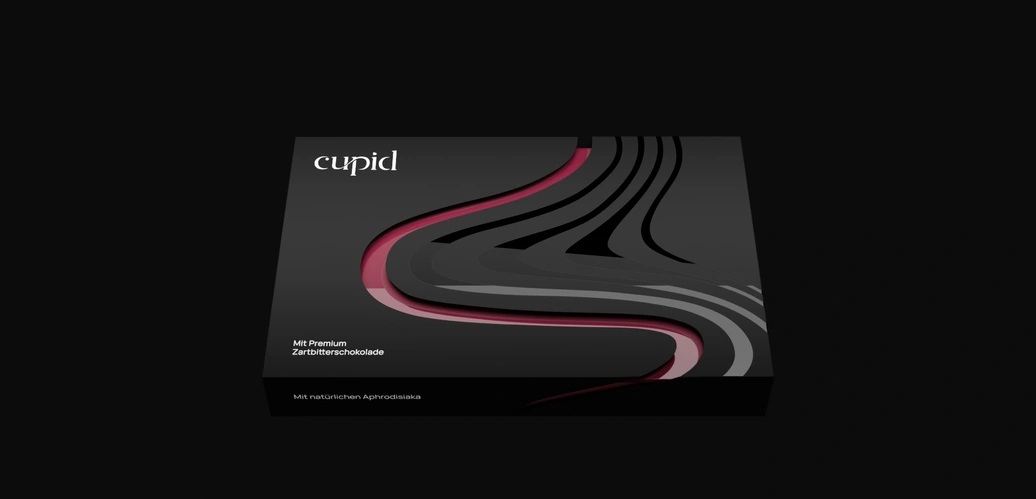 cupid
Mit Premium
Zartbitterschokolade
Mit natürlichen Aphrodisiaka